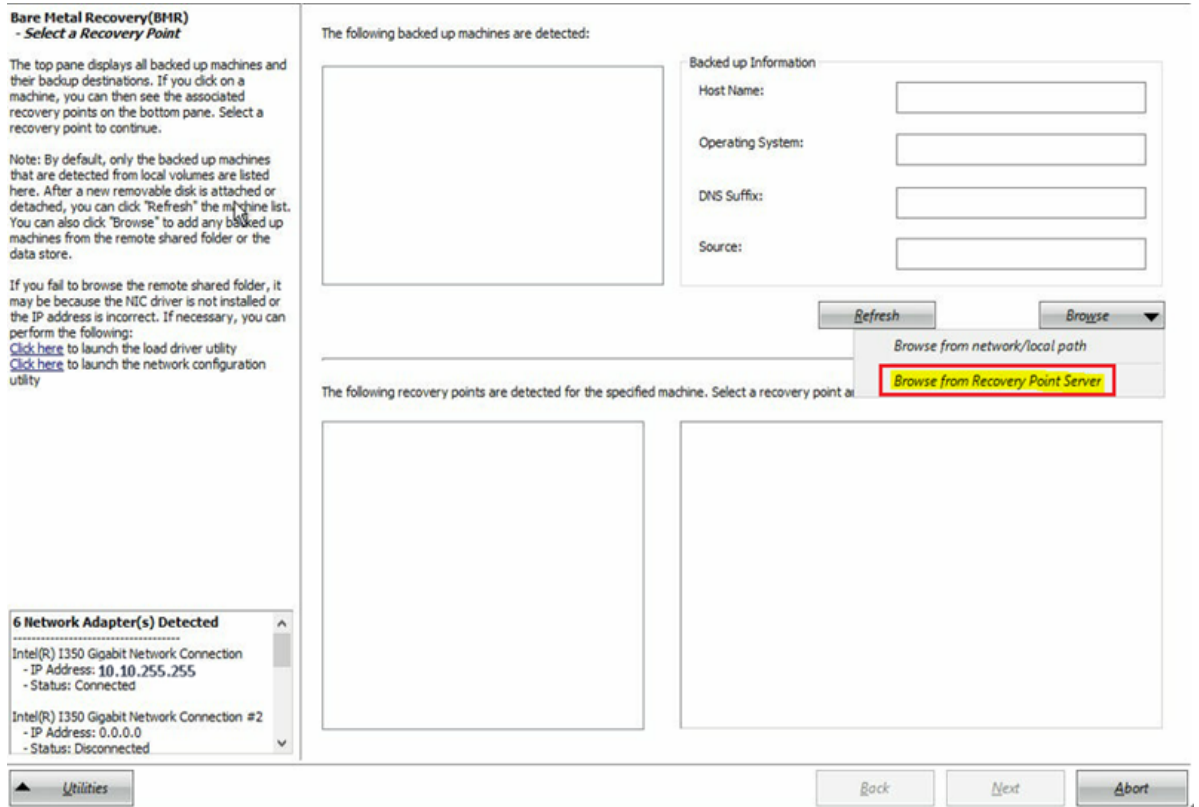 Bare Metal Recovery(BMR)
- Select a Recovery Point
The top pane displays all backed up machines and
their backup destinations. If you click on a
machine, you can then see the associated
recovery points on the bottom pane. Select a
recovery point to continue.
Note: By default, only the backed up machines
that are detected from local volumes are listed
here. After a new removable disk is attached or
detached, you can click "Refresh" the machine list.
You can also click "Browse" to add any backed up
machines from the remote shared folder or the
data store.
If you fail to browse the remote shared folder, it
may be because the NIC driver is not installed or
the IP address is incorrect. If necessary, you can
perform the following:
Click here to launch the load driver utility
Click here to launch the network configuration
utility
6 Network Adapter(s) Detected
--------------------------------------
Intel(R) I350 Gigabit Network Connection
- IP Address: 10.10.255.255
- Status: Connected
Intel(R) I350 Gigabit Network Connection #2
- IP Address: 0.0.0.0
- Status: Disconnected
The following backed up machines are detected:
Backed up Information
Host Name:
Operating System:
DNS Suffix:
Source:
Refresh
Browse
Browse from network/local path
Browse from Recovery Point Server
The following recovery points are detected for the specified machine. Select a recovery point
Utilities
Back
Next
Abort